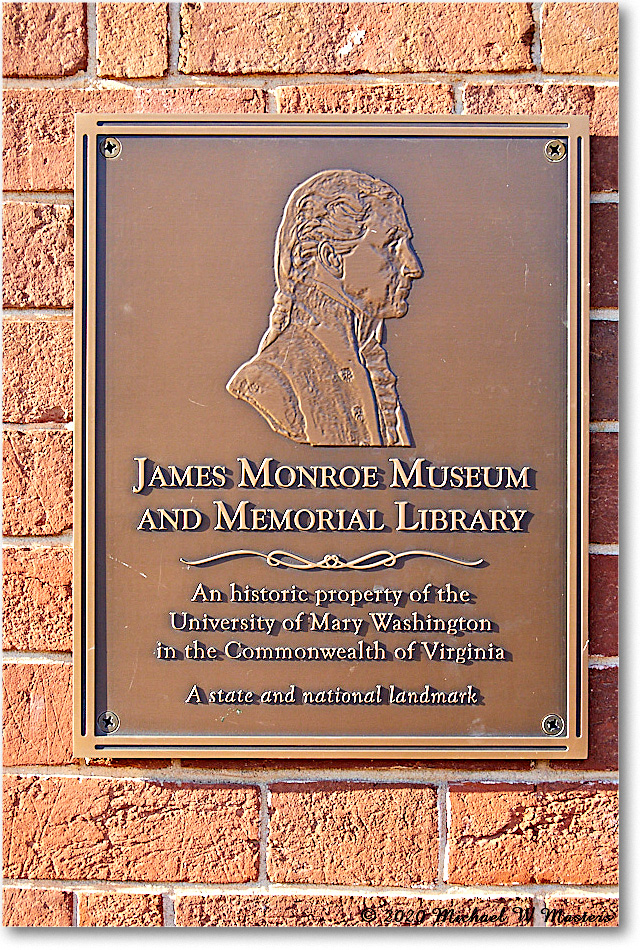 James Monroe Museum
and Memorial Library
An historic property of the
University of Mary Washington
in the Commonwealth of Virginia
A state and national landmark
© 2020 Michael W Masters